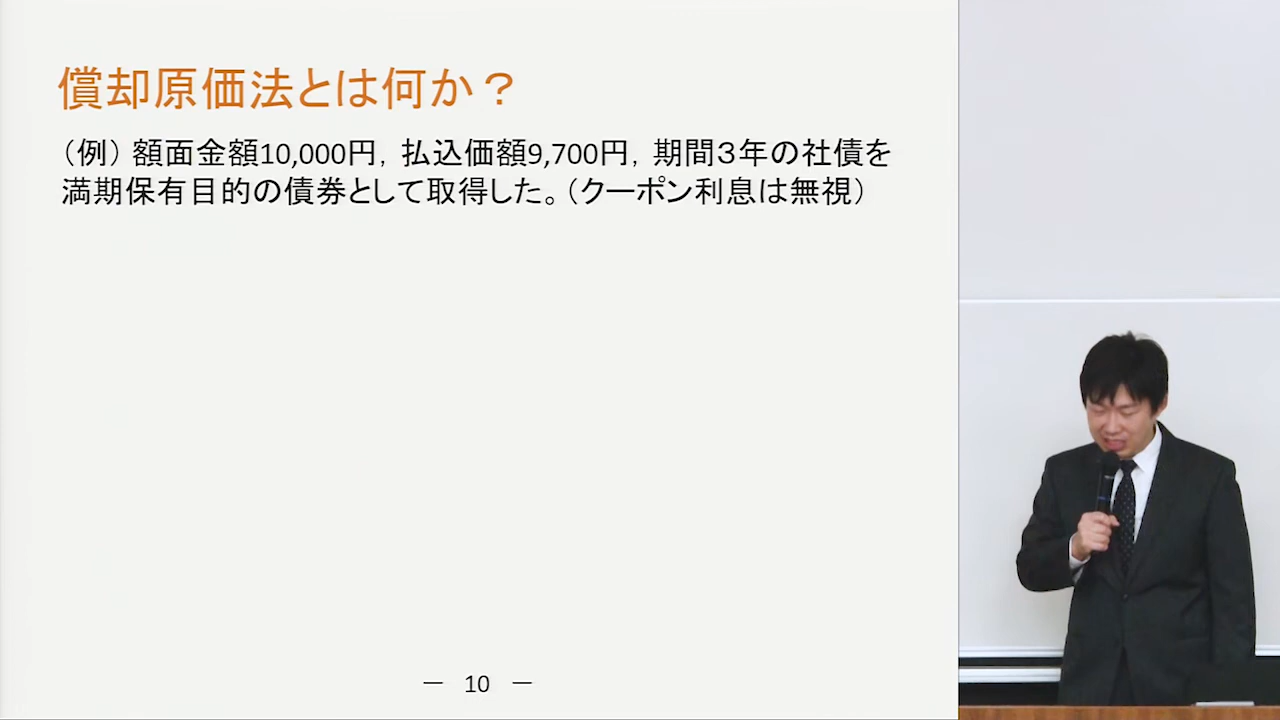 償却原価法とは何か？
（例）額面金額10,000円，払込価額9,700円，期間３年の社債を
満期保有目的の債券として取得した。（クーポン利息は無視）
－ 10 －